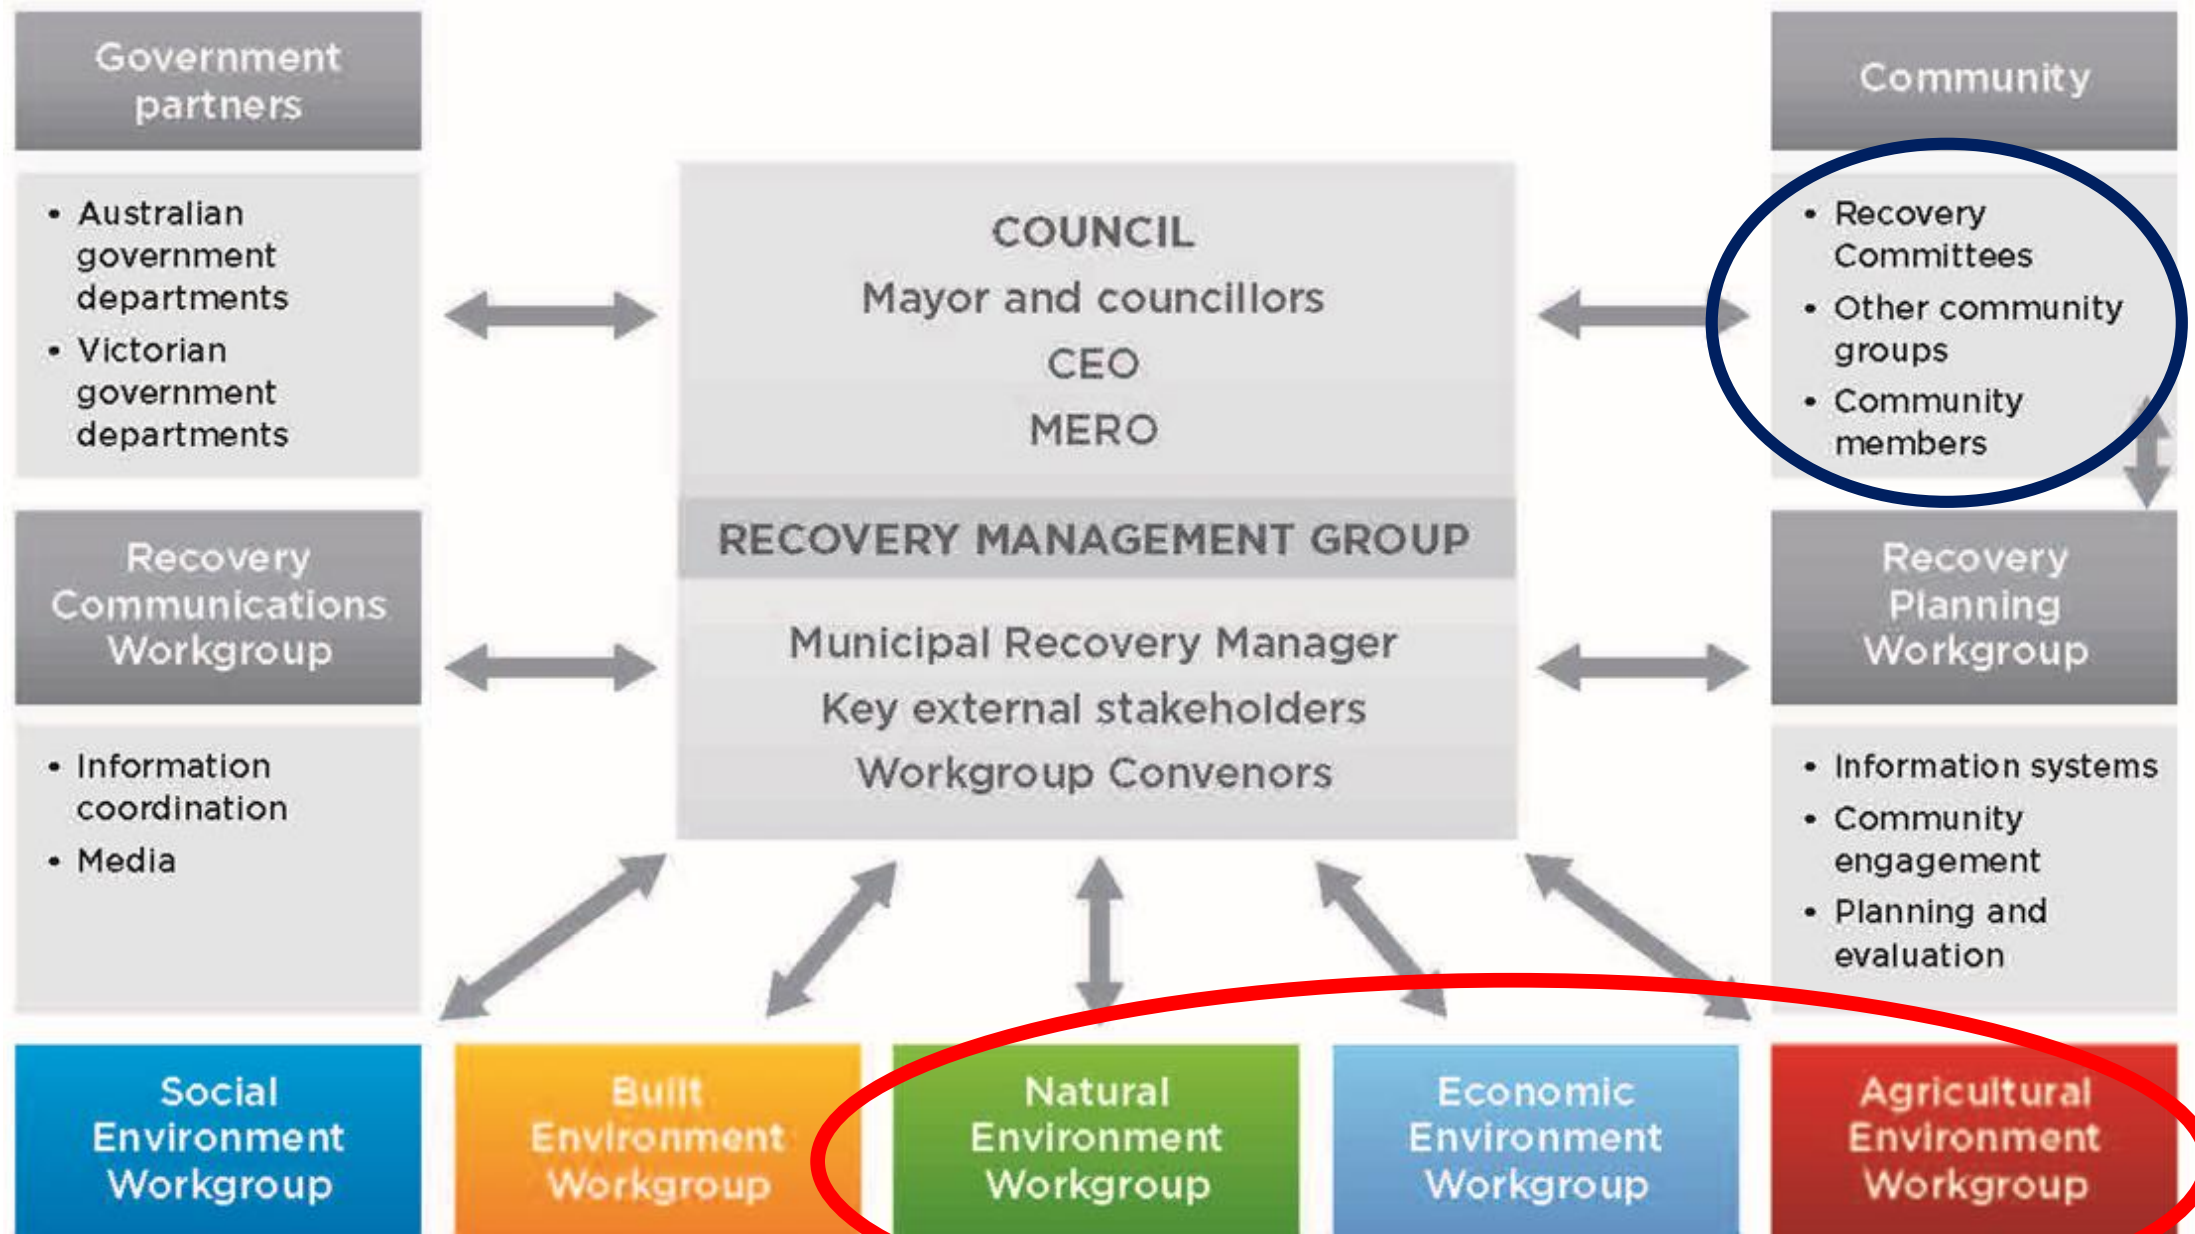 Government
partners
• Australian
government
departments
• Victorian
government
departments
Recovery
Communications
Workgroup
• Information
coordination
• Media
COUNCIL
Mayor and councillors
CEO
MERO
RECOVERY MANAGEMENT GROUP
Municipal Recovery Manager
Key external stakeholders
Workgroup Convenors
Community
• Recovery
Committees
• Other community
groups
• Community
members
Recovery
Planning
Workgroup
• Information systems
• Community
engagement
• Planning and
evaluation
Social
Environment
Workgroup
Built
Environment
Workgroup
Natural
Environment
Workgroup
Economic
Environment
Workgroup
Agricultural
Environment
Workgroup